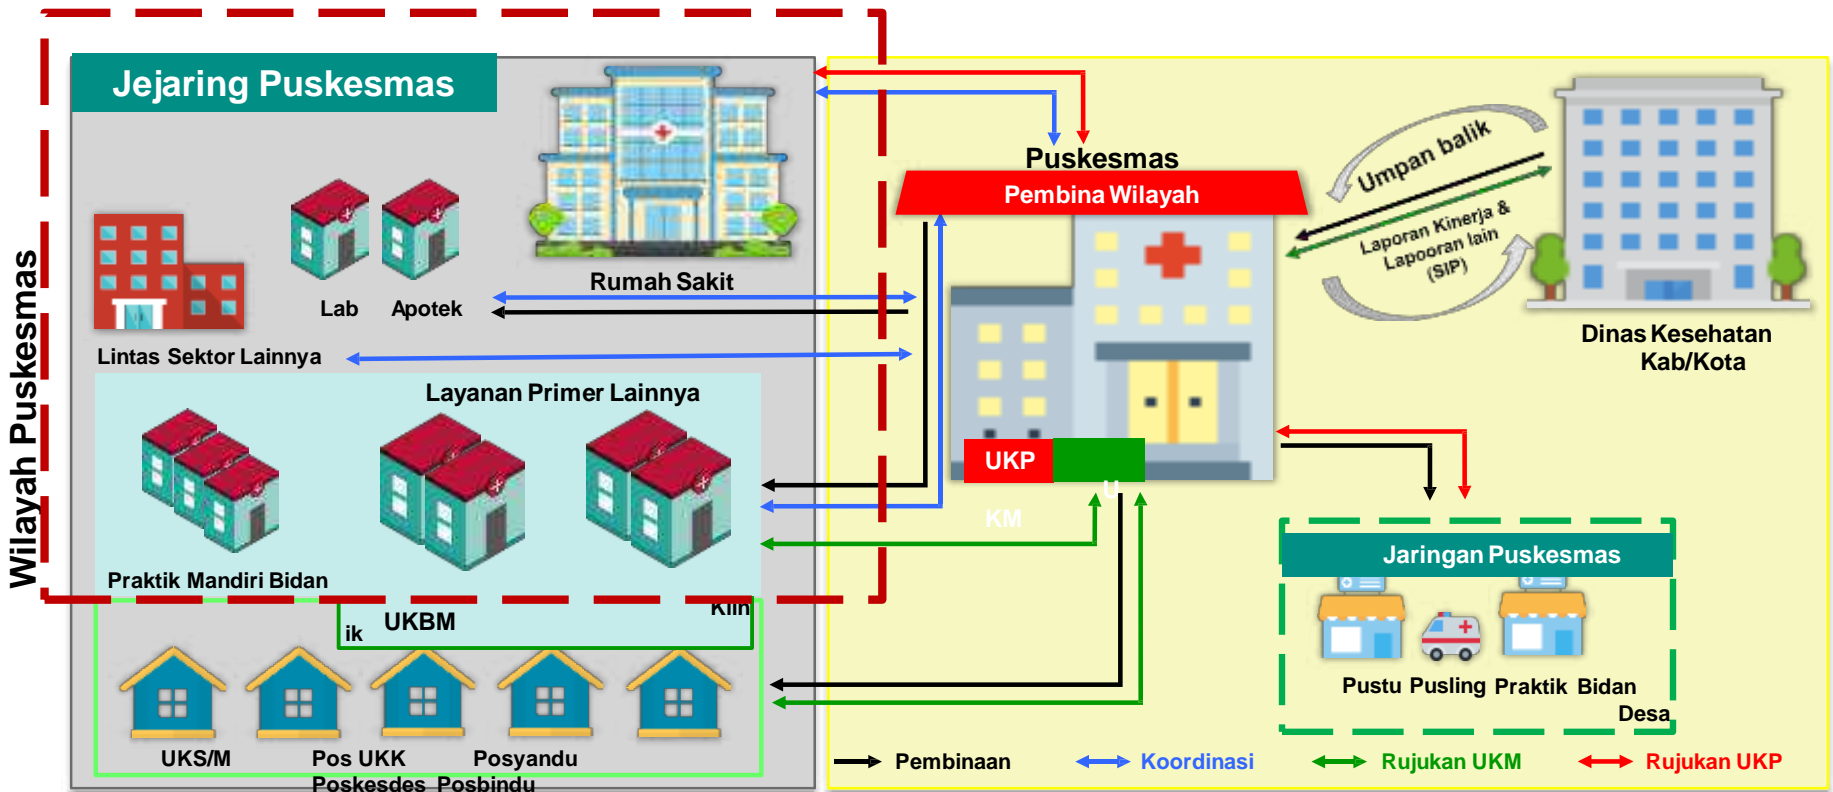 Jejaring Puskesmas
Wilayah Puskesmas
Rumah Sakit
Lab Apotek
Lintas Sektor Lainnya
Layanan Primer Lainnya
Praktik Mandiri Bidan
Klin
ik
UKBM
UKS/M Pos UKK Posyandu
Poskesdes Posbindu
Puskesmas
Pembina Wilayah
UKP
U
KM
Umpan balik
Laporan Kinerja &
Lapooran lain
(SIP)
Dinas Kesehatan
Kab/Kota
Jaringan Puskesmas
Pustu Pusling Praktik Bidan
Desa
Pembinaan
Koordinasi
Rujukan UKM
Rujukan UKP